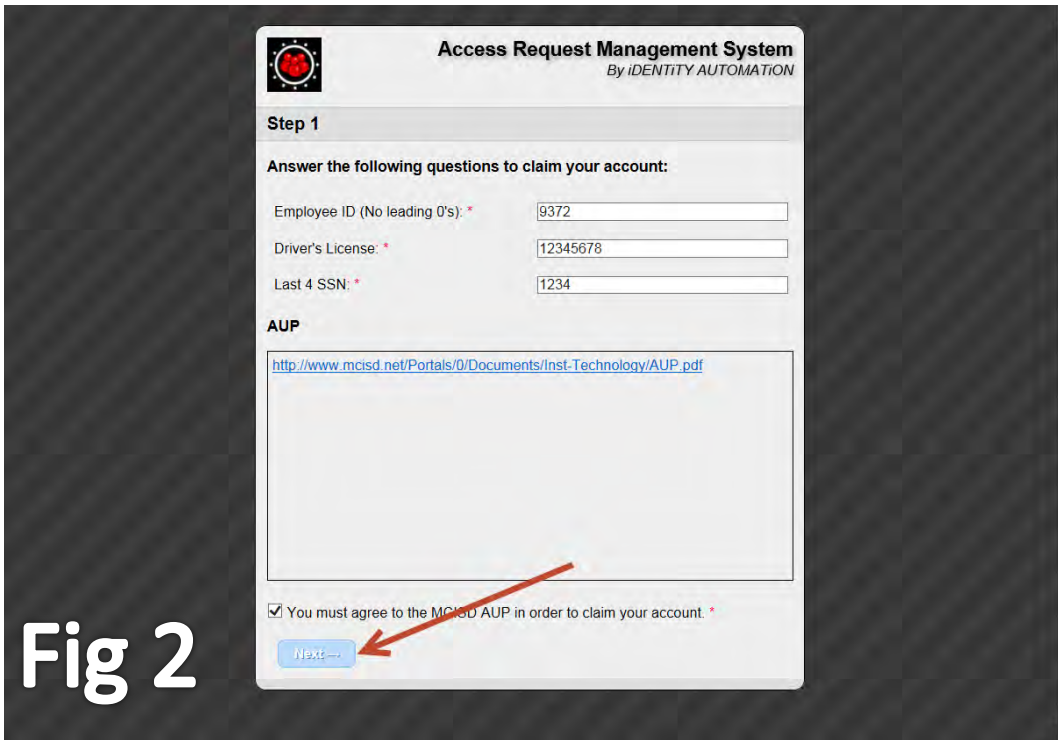 Access Request Management System
By iDENTiTY AUTOMATiON
Step 1
Answer the following questions to claim your account:
Employee ID (No leading 0's): * 9372
Driver's License: * 12345678
Last 4 SSN: * 1234
AUP
http://www.mcisd.net/Portals/0/Documents/Inst-Technology/AUP.pdf
You must agree to the MCISD AUP in order to claim your account. *
Next →
Fig 2